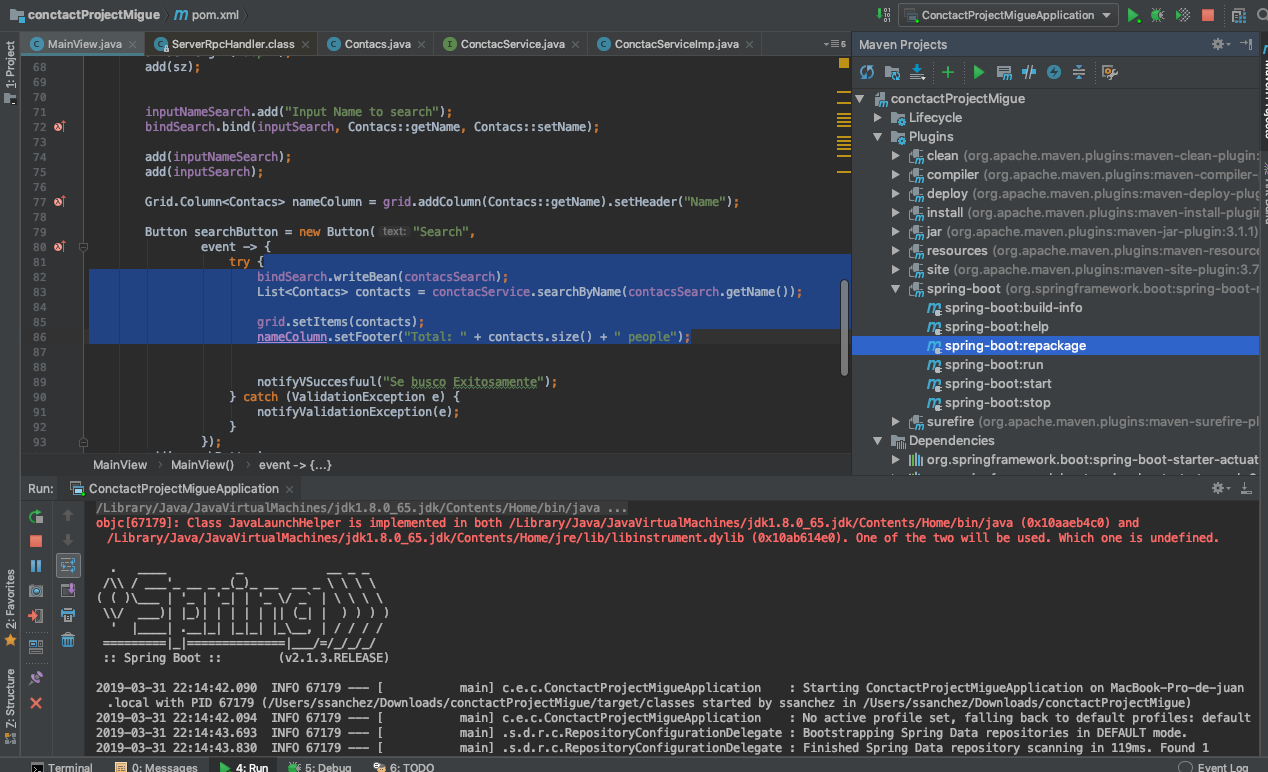 conctactProjectMigue
pom.xml
ConctactProjectMigueApplication
MainView.java
ServerRpcHandler.class
Contacs.java
ConctacService.java
ConctacServiceImp.java
6
Maven Projects
1: Project
68 add(sz);
69
70
71 inputNameSearch.add("Input Name to search");
72 bindSearch.bind(inputSearch, Contacs::getName, Contacs::setName);
73
74 add(inputNameSearch);
75 add(inputSearch);
76
77 Grid.Column<Contacs> nameColumn = grid.addColumn(Contacs::getName).setHeader("Name");
78
79 Button searchButton = new Button( text: "Search",
80 event -> {
81 try {
82 bindSearch.writeBean(contacsSearch);
83 List<Contacs> contacts = conctacService.searchByName(contacsSearch.getName());
84
85 grid.setItems(contacts);
86 nameColumn.setFooter("Total: " + contacts.size() + " people");
87
88
89 notifyVSuccesfuul("Se busco Exitosamente");
90 } catch (ValidationException e) {
91 notifyValidationException(e);
92 }
93 });
MainView
MainView()
event -> {...}
conctactProjectMigue
Lifecycle
Plugins
clean (org.apache.maven.plugins:maven-clean-plugin:
compiler (org.apache.maven.plugins:maven-compiler-
deploy (org.apache.maven.plugins:maven-deploy-plug
install (org.apache.maven.plugins:maven-install-plugin
jar (org.apache.maven.plugins:maven-jar-plugin:3.1.1)
resources (org.apache.maven.plugins:maven-resource
site (org.apache.maven.plugins:maven-site-plugin:3.7
spring-boot (org.springframework.boot:spring-boot-
spring-boot:build-info
spring-boot:help
spring-boot:repackage
spring-boot:run
spring-boot:start
spring-boot:stop
surefire (org.apache.maven.plugins:maven-surefire-pl
Dependencies
org.springframework.boot:spring-boot-starter-actuat
Run:
ConctactProjectMigueApplication
/Library/Java/JavaVirtualMachines/jdk1.8.0_65.jdk/Contents/Home/bin/java ...
objc[67179]: Class JavaLaunchHelper is implemented in both /Library/Java/JavaVirtualMachines/jdk1.8.0_65.jdk/Contents/Home/bin/java (0x10aaeb4c0) and
/Library/Java/JavaVirtualMachines/jdk1.8.0_65.jdk/Contents/Home/jre/lib/libinstrument.dylib (0x10ab614e0). One of the two will be used. Which one is undefined.
Spring
:: Spring Boot :: (v2.1.3.RELEASE)
2019-03-31 22:14:42.090 INFO 67179 --- [ main] c.e.c.ConctactProjectMigueApplication : Starting ConctactProjectMigueApplication on MacBook-Pro-de-juan
.local with PID 67179 (/Users/ssanchez/Downloads/conctactProjectMigue/target/classes started by ssanchez in /Users/ssanchez/Downloads/conctactProjectMigue)
2019-03-31 22:14:42.094 INFO 67179 --- [ main] c.e.c.ConctactProjectMigueApplication : No active profile set, falling back to default profiles: default
2019-03-31 22:14:43.693 INFO 67179 --- [ main] .s.d.r.c.RepositoryConfigurationDelegate : Bootstrapping Spring Data repositories in DEFAULT mode.
2019-03-31 22:14:43.830 INFO 67179 --- [ main] .s.d.r.c.RepositoryConfigurationDelegate : Finished Spring Data repository scanning in 119ms. Found 1
2: Favorites
Z: Structure
Terminal
0: Messages
4: Run
5: Debug
6: TODO
Event Log